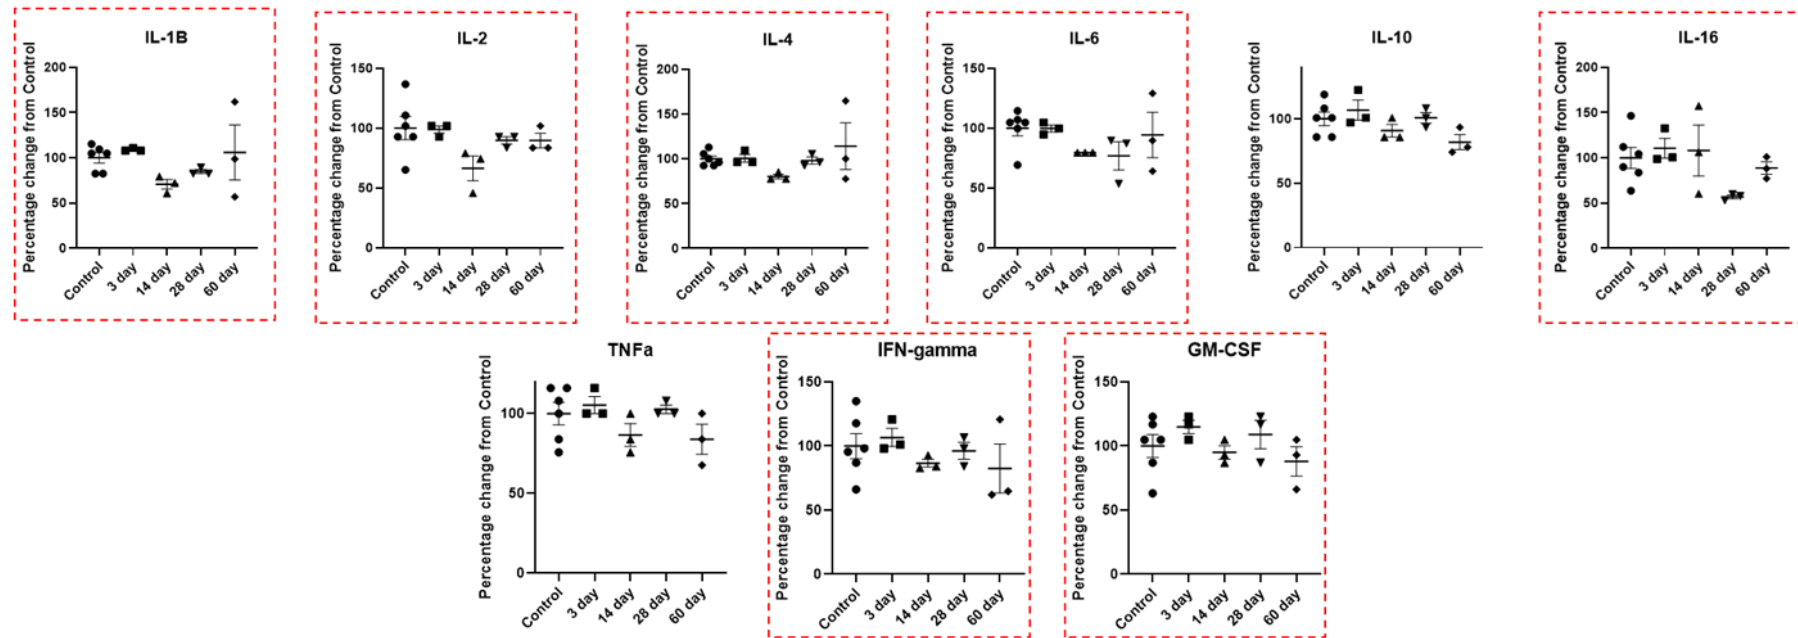 IL-1B
Percentage change from Control
200
150
100
50
0
Control
3 day
14 day
28 day
60 day
IL-2
Percentage change from Control
150
100
50
0
Control
3 day
14 day
28 day
60 day
IL-4
Percentage change from Control
200
150
100
50
0
Control
3 day
14 day
28 day
60 day
IL-6
Percentage change from Control
150
100
50
0
Control
3 day
14 day
28 day
60 day
IL-10
Percentage change from Control
100
50
0
Control
3 day
14 day
28 day
60 day
IL-16
Percentage change from Control
200
150
100
50
0
Control
3 day
14 day
28 day
60 day
TNFa
Percentage change from Control
100
50
0
Control
3 day
14 day
28 day
60 day
IFN-gamma
Percentage change from Control
150
100
50
0
Control
3 day
14 day
28 day
60 day
GM-CSF
Percentage change from Control
150
100
50
0
Control
3 day
14 day
28 day
60 day